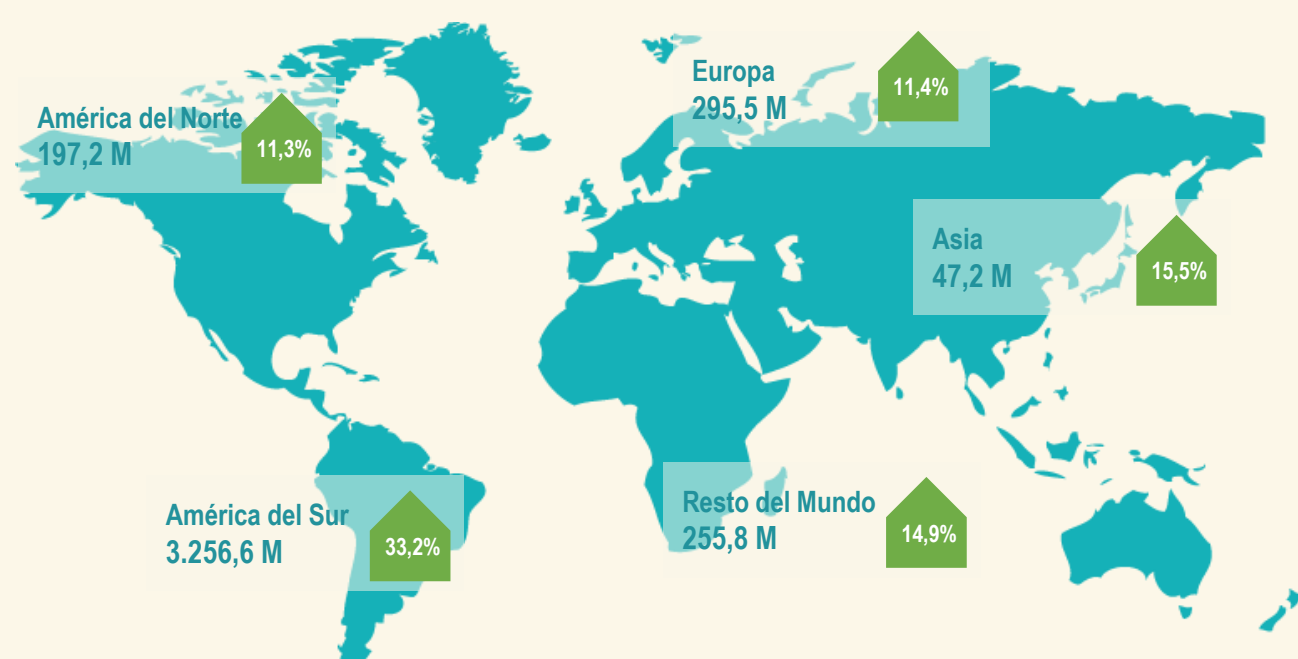 América del Norte
197,2 M
11,3%
Europa
295,5 M
11,4%
Asia
47,2 M
15,5%
América del Sur
3.256,6 M
33,2%
Resto del Mundo
255,8 M
14,9%